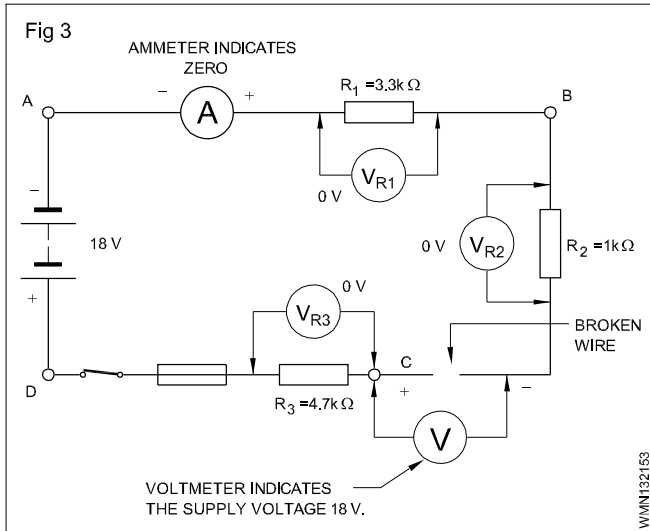 Fig 3
AMMETER INDICATES
ZERO
A
−
A
+
R1 = 3.3k Ω
B
0 V
VR1
−
18 V
+
0 V
VR2
R2 = 1k Ω
0 V
VR3
BROKEN
WIRE
D
R3 = 4.7k Ω
C
+
−
V
VOLTMETER INDICATES
THE SUPPLY VOLTAGE 18 V.
WMN132153